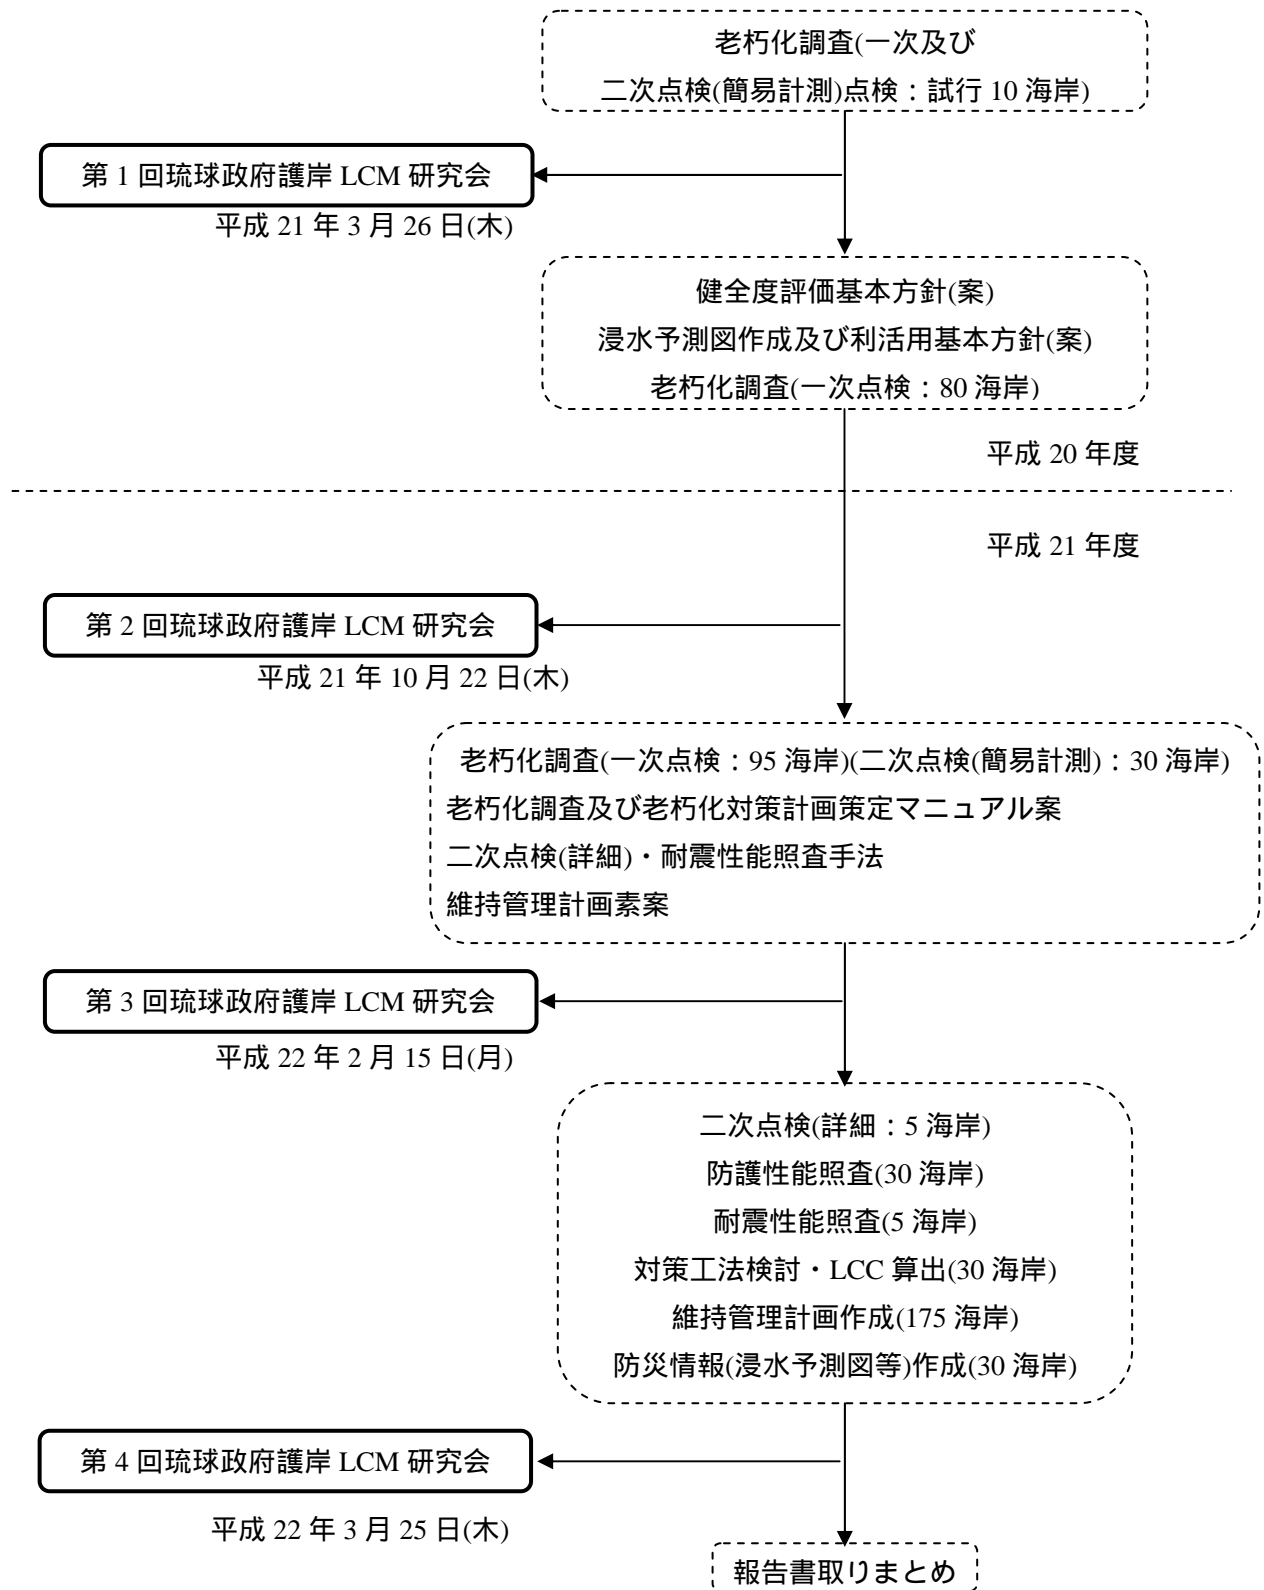 老朽化調査(一次及び
二次点検(簡易計測)点検：試行 10 海岸)
第 1 回琉球政府護岸 LCM 研究会
平成 21 年 3 月 26 日(木)
健全度評価基本方針(案)
浸水予測図作成及び利活用基本方針(案)
老朽化調査(一次点検：80 海岸)
平成 20 年度
平成 21 年度
第 2 回琉球政府護岸 LCM 研究会
平成 21 年 10 月 22 日(木)
老朽化調査(一次点検：95 海岸)(二次点検(簡易計測)：30 海岸)
老朽化調査及び老朽化対策計画策定マニュアル案
二次点検(詳細)・耐震性能照査手法
維持管理計画素案
第 3 回琉球政府護岸 LCM 研究会
平成 22 年 2 月 15 日(月)
二次点検(詳細：5 海岸)
防護性能照査(30 海岸)
耐震性能照査(5 海岸)
対策工法検討・LCC 算出(30 海岸)
維持管理計画作成(175 海岸)
防災情報(浸水予測図等)作成(30 海岸)
第 4 回琉球政府護岸 LCM 研究会
平成 22 年 3 月 25 日(木)
報告書取りまとめ